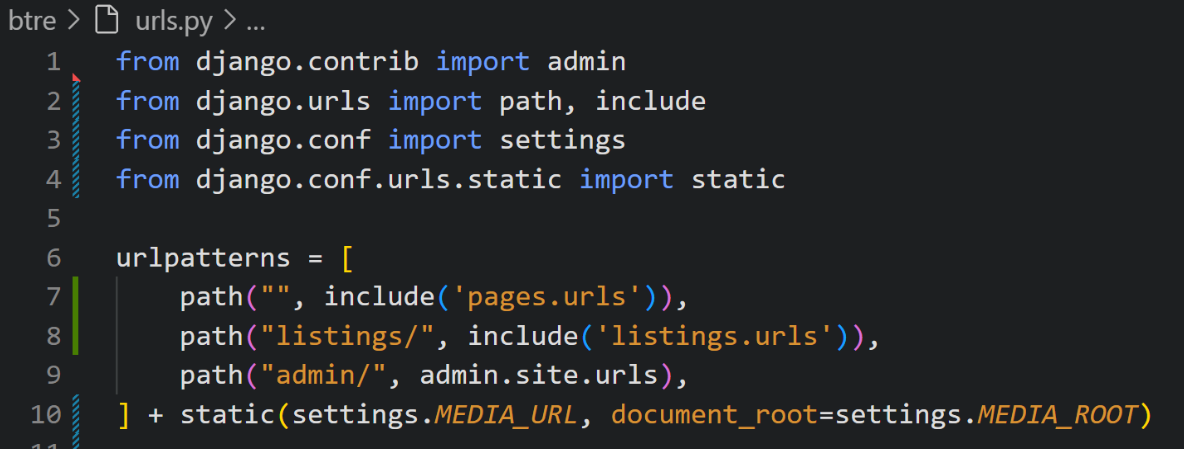 btre > urls.py > ...
1 from django.contrib import admin
2 from django.urls import path, include
3 from django.conf import settings
4 from django.conf.urls.static import static
5
6 urlpatterns = [
7     path("", include('pages.urls')),
8     path("listings/", include('listings.urls')),
9     path("admin/", admin.site.urls),
10 ] + static(settings.MEDIA_URL, document_root=settings.MEDIA_ROOT)
11